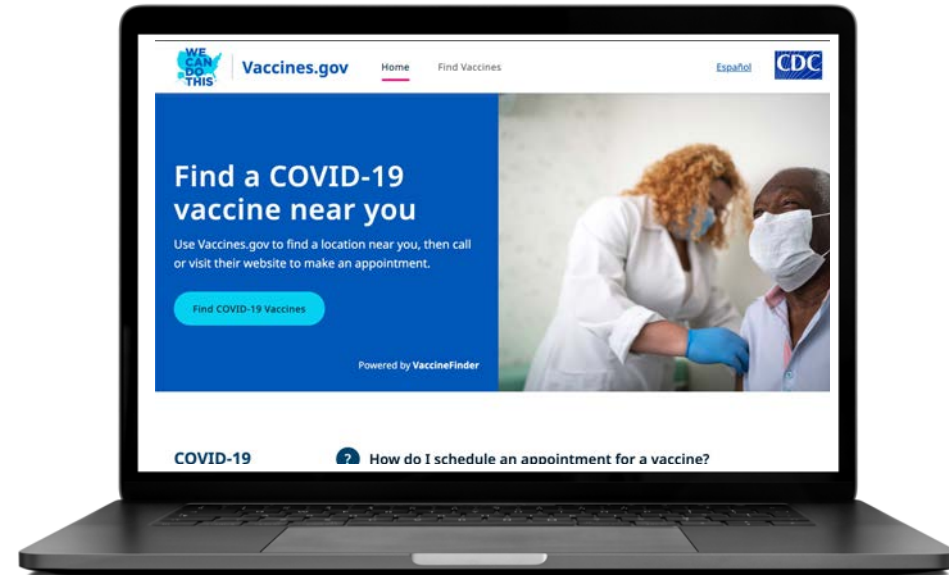 WE
CAN
DO
THIS
Vaccines.gov
Home
Find Vaccines
Español
CDC
Find a COVID-19
vaccine near you
Use Vaccines.gov to find a location near you, then call
or visit their website to make an appointment.
Find COVID-19 Vaccines
Powered by VaccineFinder
COVID-19
? How do I schedule an appointment for a vaccine?